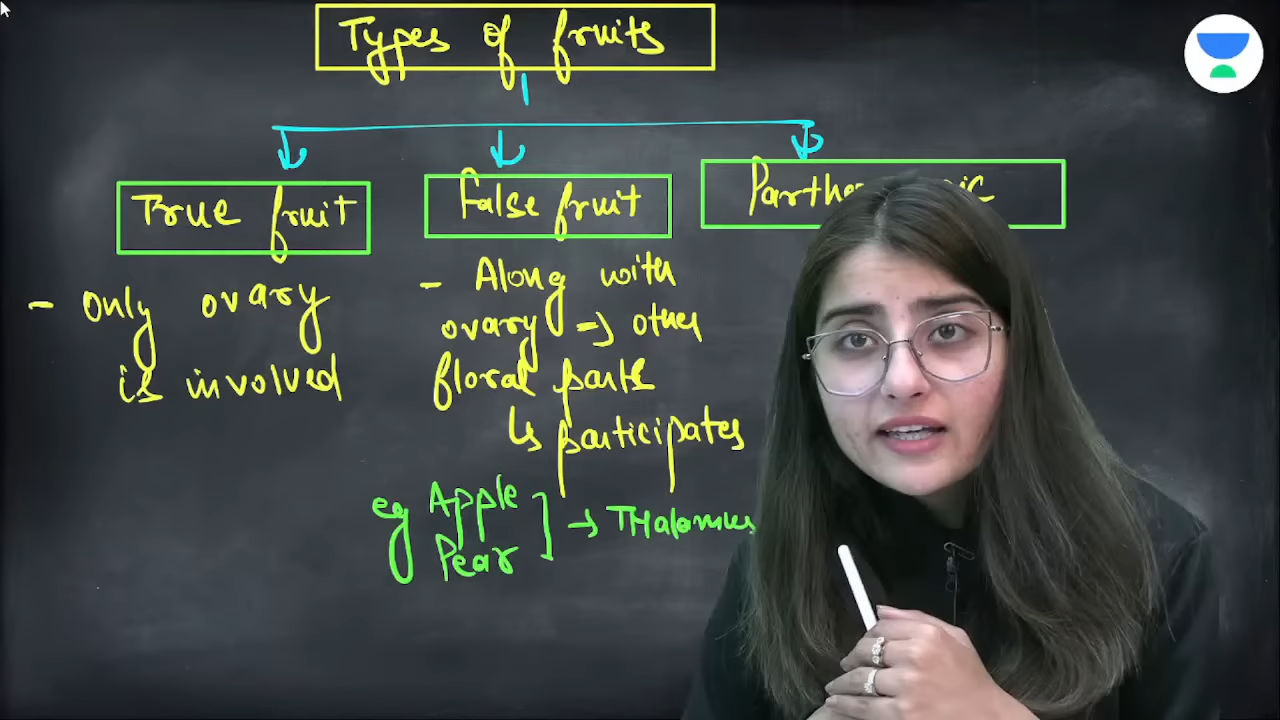 Types of fruits
True fruit
False fruit
- Only ovary
is involved
- Along with
ovary → other
floral parts
↳ participates
eg Apple
Pear ] → THalamus